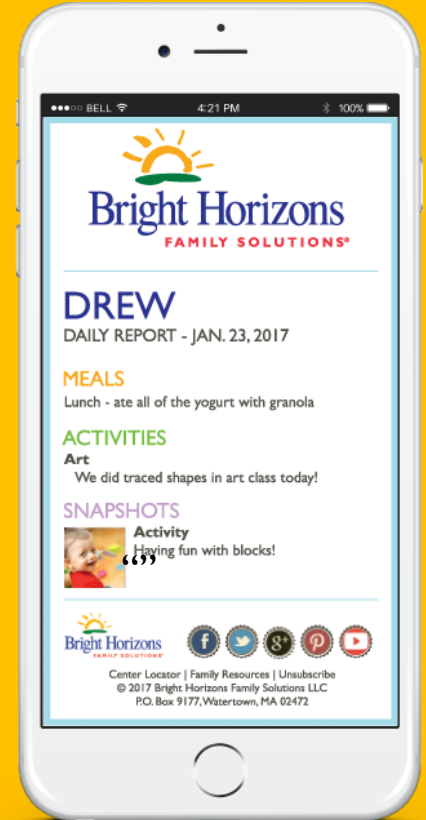 BELL 4:21 PM 100%
Bright Horizons
FAMILY SOLUTIONS®
DREW
DAILY REPORT - JAN. 23, 2017
MEALS
Lunch - ate all of the yogurt with granola
ACTIVITIES
Art
We did traced shapes in art class today!
SNAPSHOTS
Activity
Having fun with blocks!
“”
Bright Horizons
FAMILY SOLUTIONS
f g+
Center Locator | Family Resources | Unsubscribe
© 2017 Bright Horizons Family Solutions LLC
P.O. Box 9177, Watertown, MA 02472